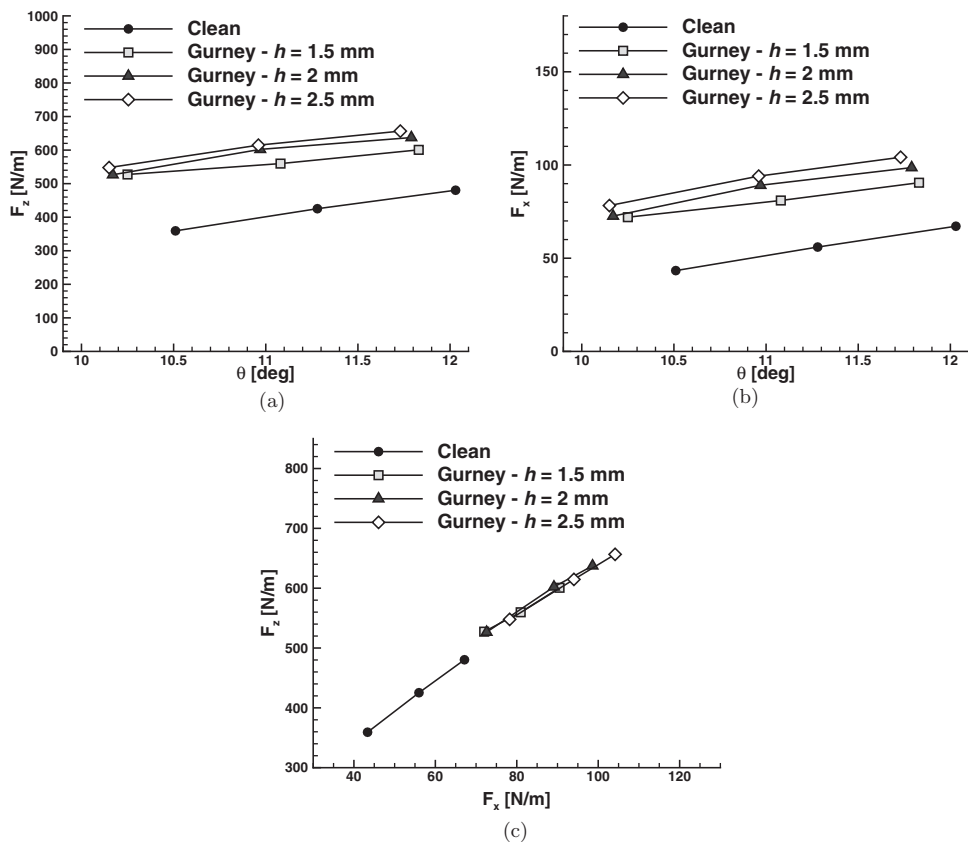 1000
900
800
700
600
500
400
300
200
100
0
F_z [N/m]
Clean
Gurney - h = 1.5 mm
Gurney - h = 2 mm
Gurney - h = 2.5 mm
10 10.5 11 11.5 12
θ [deg]
(a)
150
100
50
0
F_x [N/m]
Clean
Gurney - h = 1.5 mm
Gurney - h = 2 mm
Gurney - h = 2.5 mm
10 10.5 11 11.5 12
θ [deg]
(b)
800
700
600
500
400
300
F_z [N/m]
Clean
Gurney - h = 1.5 mm
Gurney - h = 2 mm
Gurney - h = 2.5 mm
40 60 80 100 120
F_x [N/m]
(c)